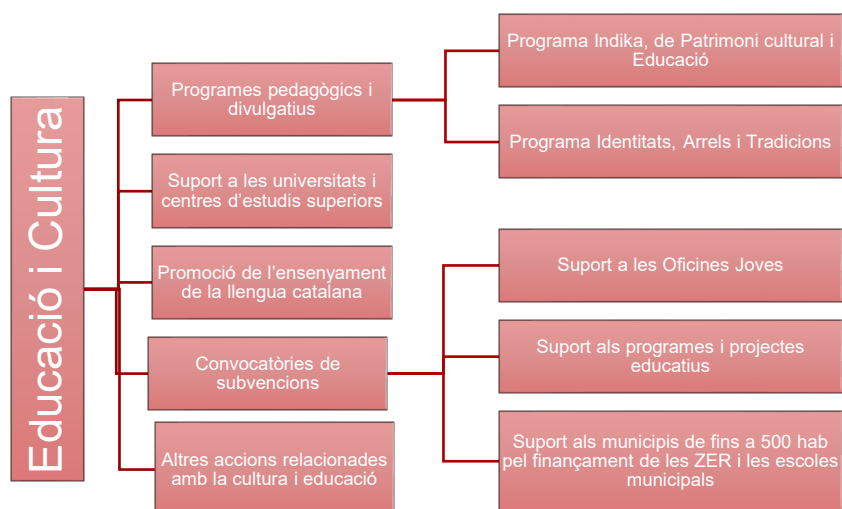 Educació i Cultura
Programes pedagògics i
divulgatius
Programa Indika, de Patrimoni cultural i
Educació
Programa Identitats, Arrels i Tradicions
Suport a les universitats i
centres d’estudis superiors
Promoció de l’ensenyament
de la llengua catalana
Convocatòries de
subvencions
Suport a les Oficines Joves
Suport als programes i projectes
educatius
Suport als municipis de fins a 500 hab
pel finançament de les ZER i les escoles
municipals
Altres accions relacionades
amb la cultura i educació